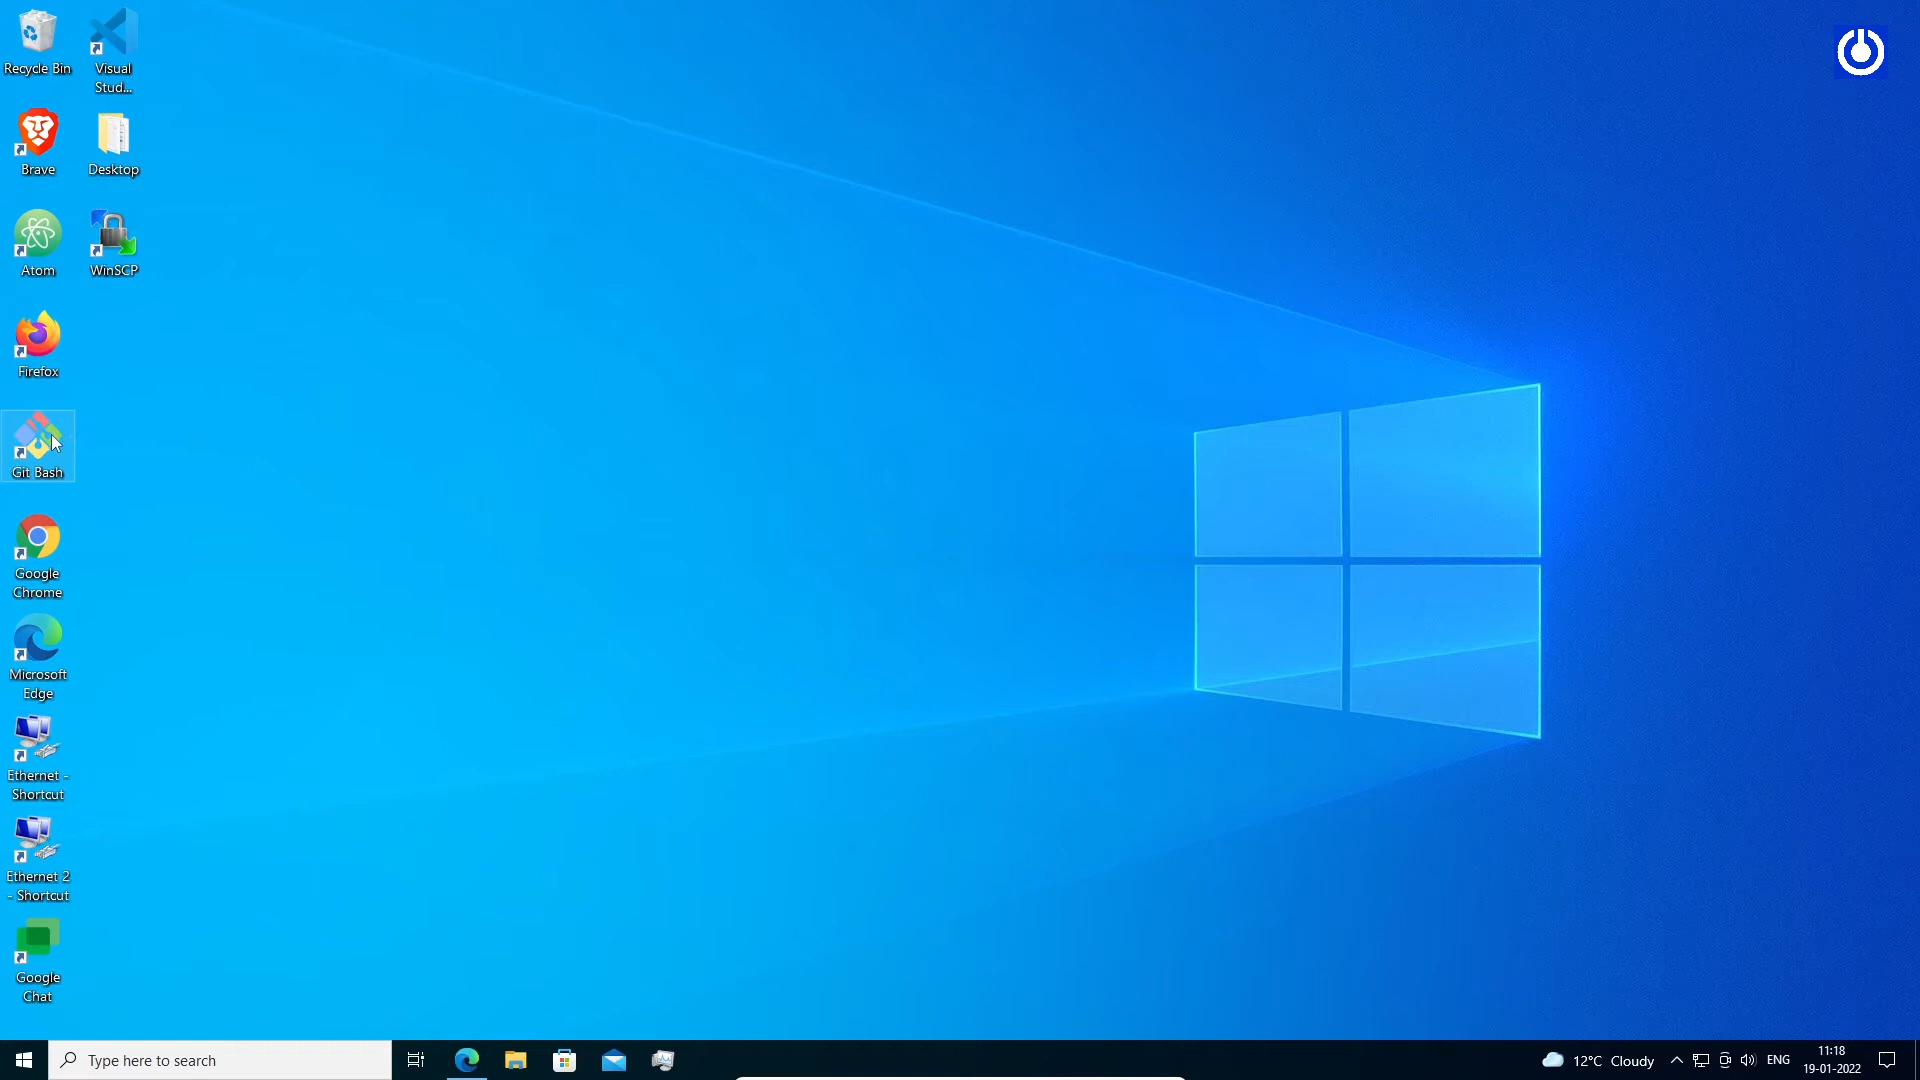 Recycle Bin
Visual
Stud...
Brave
Desktop
Atom
WinSCP
Firefox
Git Bash
Google
Chrome
Microsoft
Edge
Ethernet -
Shortcut
Ethernet 2
- Shortcut
Google
Chat
Type here to search
12°C Cloudy
ENG
11:18
19-01-2022